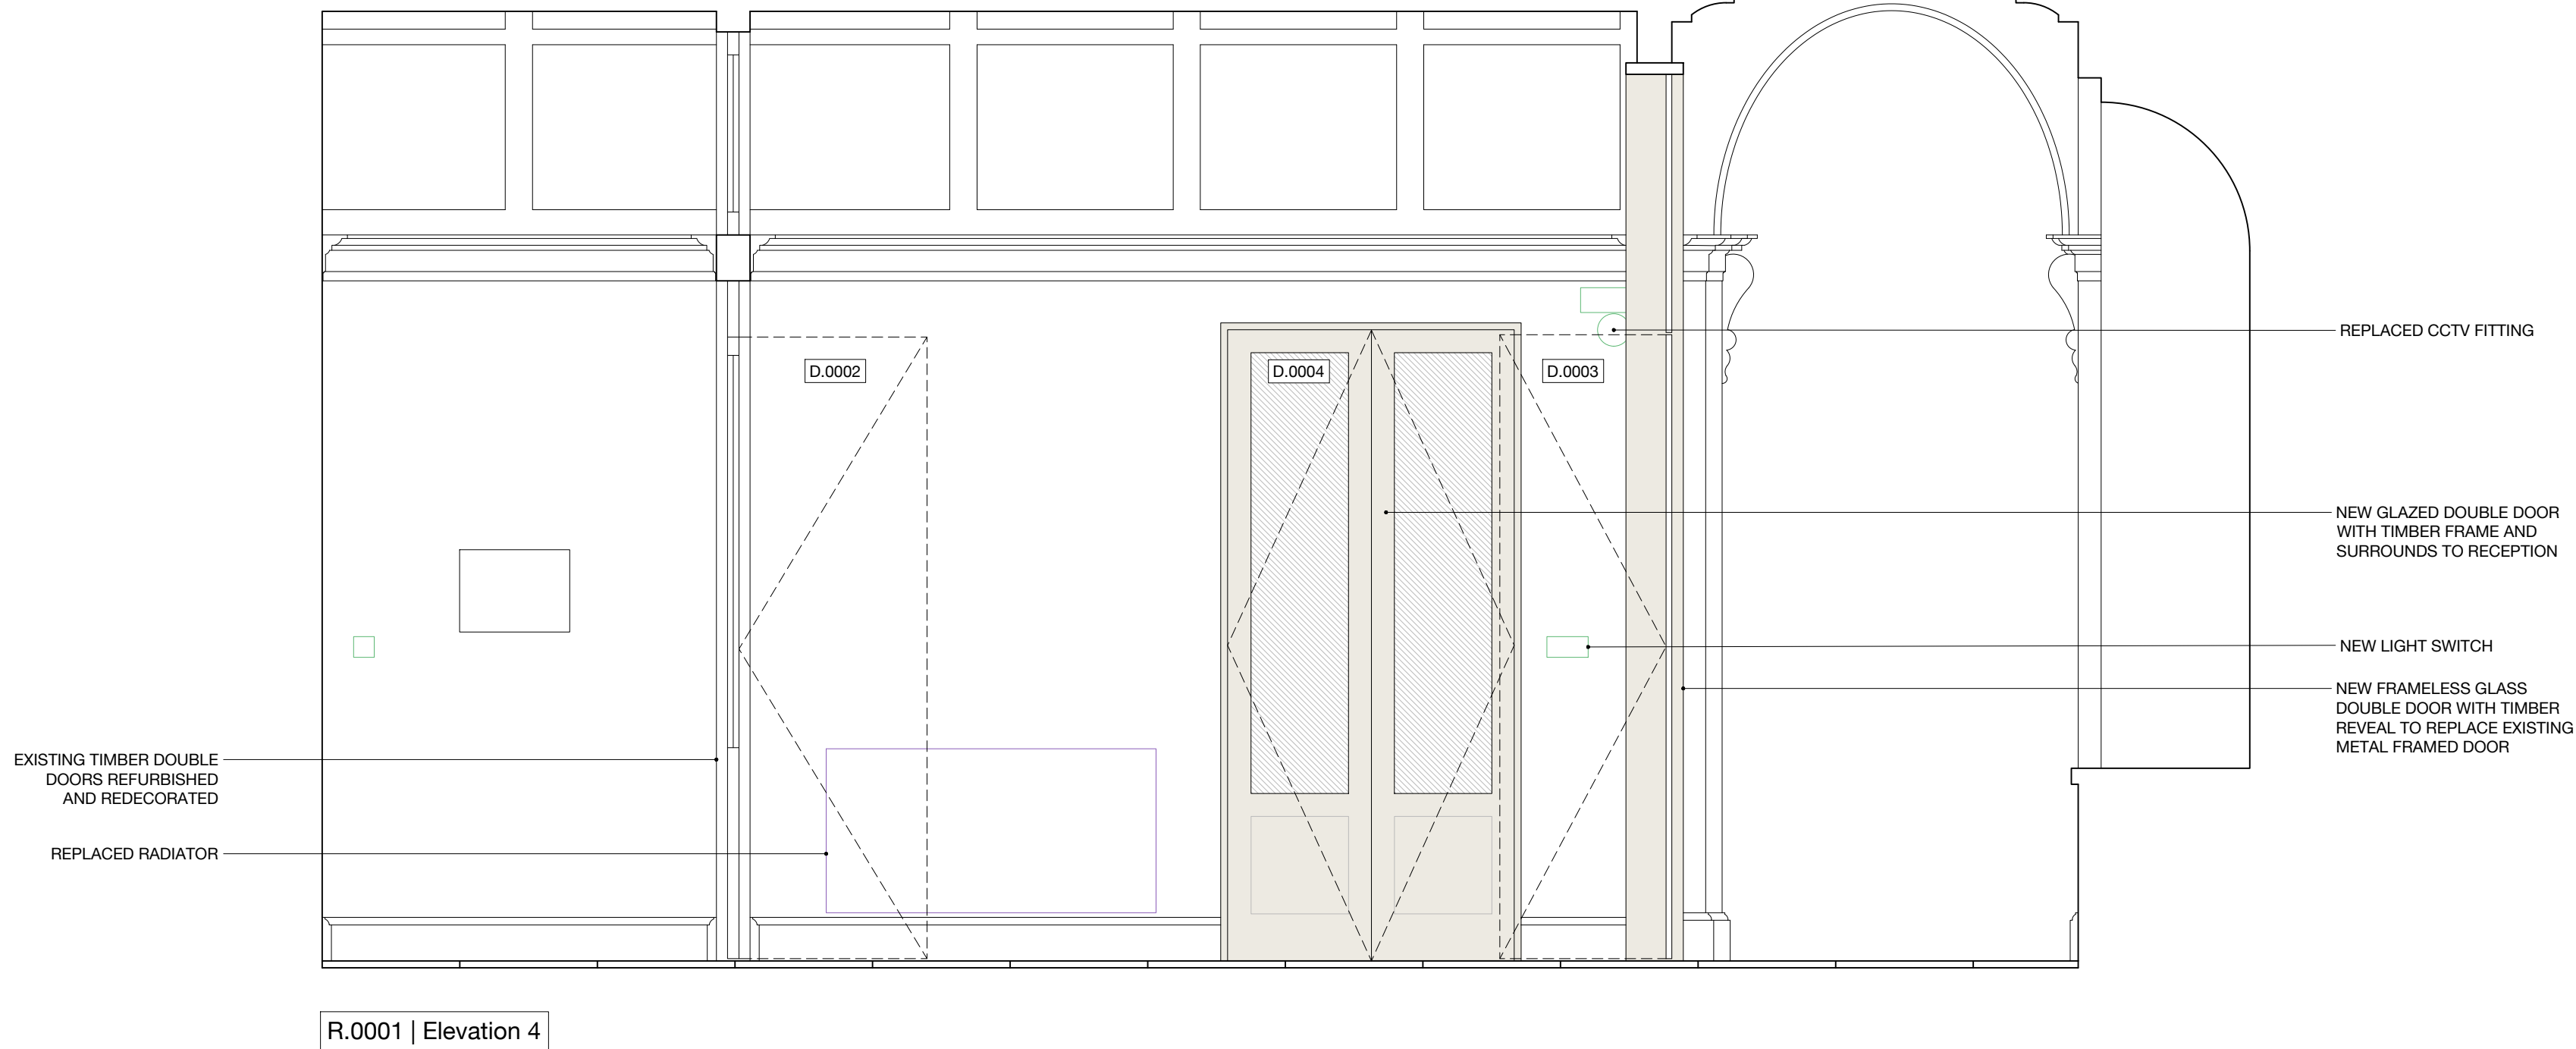 D.0002
D.0004
D.0003
REPLACED CCTV FITTING
NEW GLAZED DOUBLE DOOR
WITH TIMBER FRAME AND
SURROUNDS TO RECEPTION
NEW LIGHT SWITCH
NEW FRAMELESS GLASS
DOUBLE DOOR WITH TIMBER
REVEAL TO REPLACE EXISTING
METAL FRAMED DOOR
EXISTING TIMBER DOUBLE
DOORS REFURBISHED
AND REDECORATED
REPLACED RADIATOR
R.0001 | Elevation 4